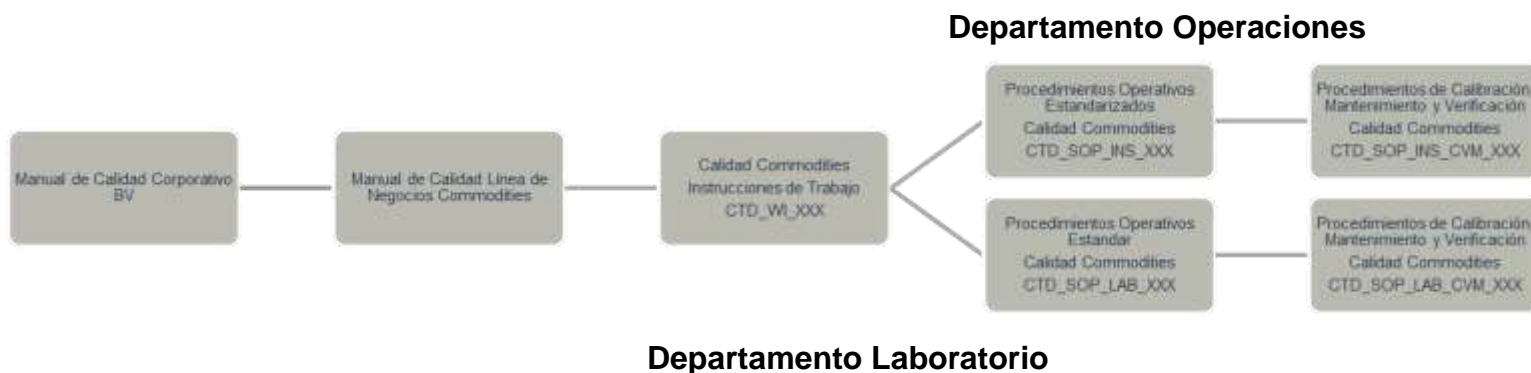 Departamento Operaciones
Manual de Calidad Corporativo
BV
Manual de Calidad Linea de
Negocios Commodities
Calidad Commodities
Instrucciones de Trabajo
CTD_WI_XXX
Procedimientos Operativos
Estandarizados
Calidad Commodities
CTD_SOP_INS_XXX
Procedimientos de Calibración,
Mantenimiento y Verificación
Calidad Commodities
CTD_SOP_INS_CVM_XXX
Procedimientos Operativos
Estandar
Calidad Commodities
CTD_SOP_LAB_XXX
Procedimientos de Calibración,
Mantenimiento y Verificación
Calidad Commodities
CTD_SOP_LAB_CVM_XXX
Departamento Laboratorio